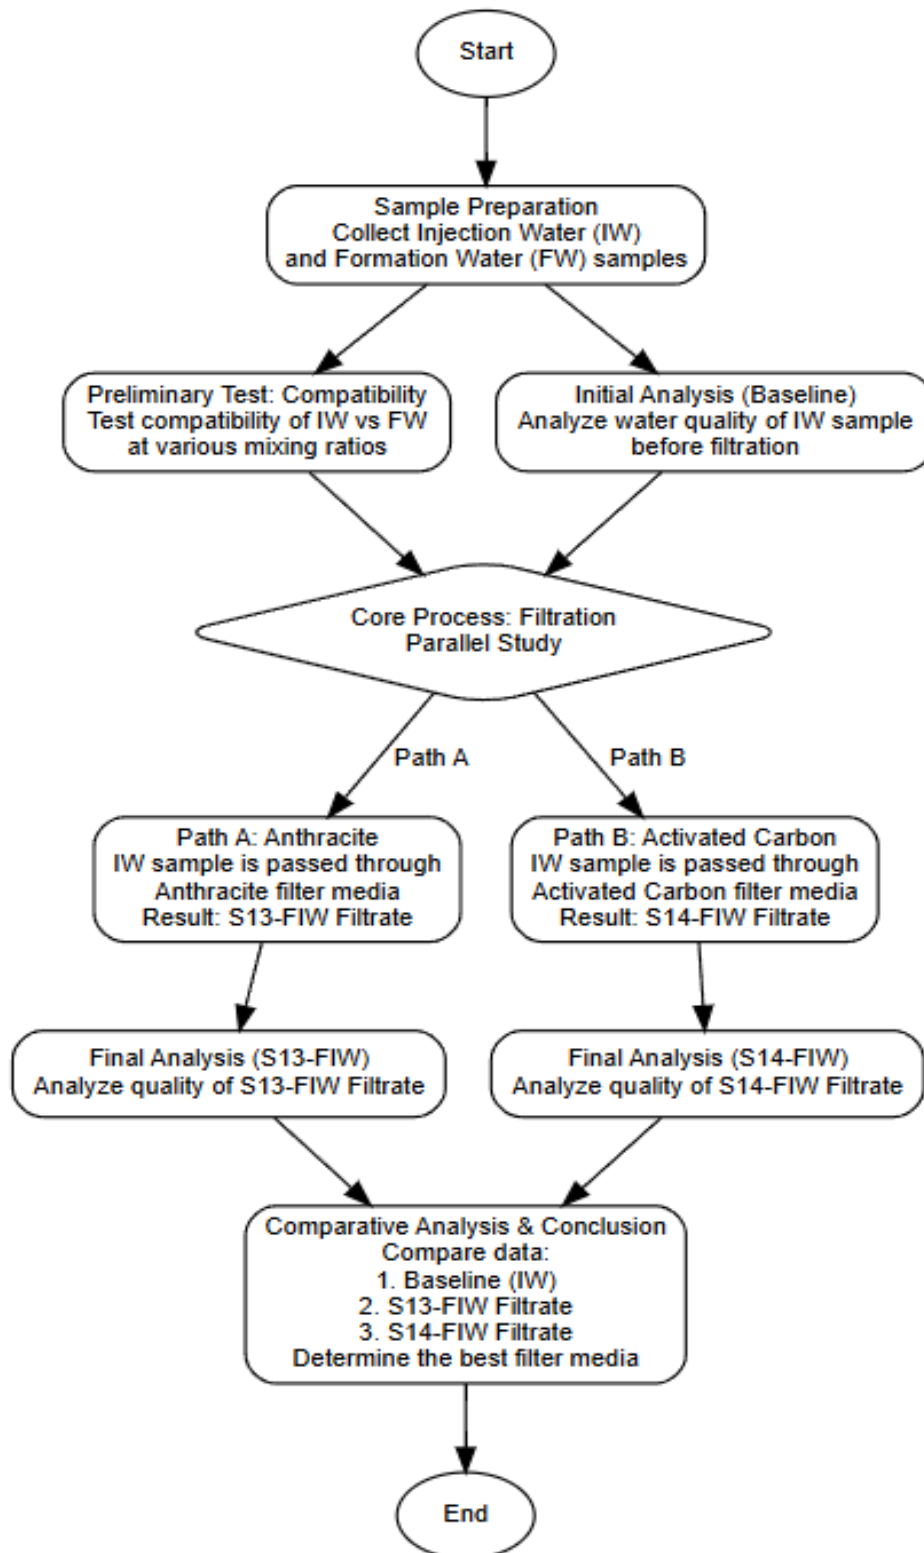 Start
Sample Preparation
Collect Injection Water (IW)
and Formation Water (FW) samples
Preliminary Test: Compatibility
Test compatibility of IW vs FW
at various mixing ratios
Initial Analysis (Baseline)
Analyze water quality of IW sample
before filtration
Core Process: Filtration
Parallel Study
Path A
Path B
Path A: Anthracite
IW sample is passed through
Anthracite filter media
Result: S13-FIW Filtrate
Path B: Activated Carbon
IW sample is passed through
Activated Carbon filter media
Result: S14-FIW Filtrate
Final Analysis (S13-FIW)
Analyze quality of S13-FIW Filtrate
Final Analysis (S14-FIW)
Analyze quality of S14-FIW Filtrate
Comparative Analysis & Conclusion
Compare data:
1. Baseline (IW)
2. S13-FIW Filtrate
3. S14-FIW Filtrate
Determine the best filter media
End